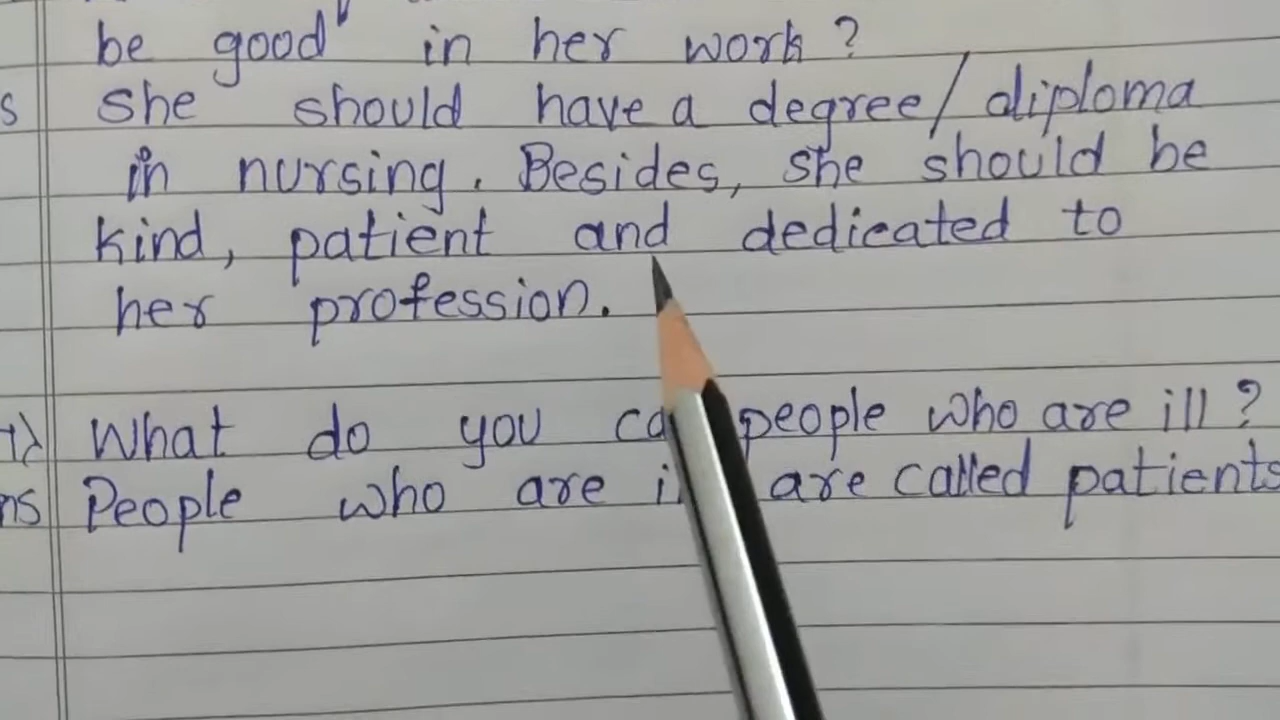 be good in her work ?
s She should have a degree/ diploma
in nursing. Besides, she should be
kind, patient and dedicated to
her profession.
What do you ca people who are ill ?
ns People who are i are called patients